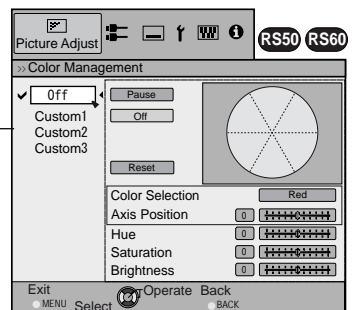 Picture Adjust
RS50 RS60
»Color Management
Off
Custom1
Custom2
Custom3
Pause
Off
Reset
Color Selection Red
Axis Position 0
Hue 0
Saturation 0
Brightness 0
Exit Operate Back
MENU Select BACK